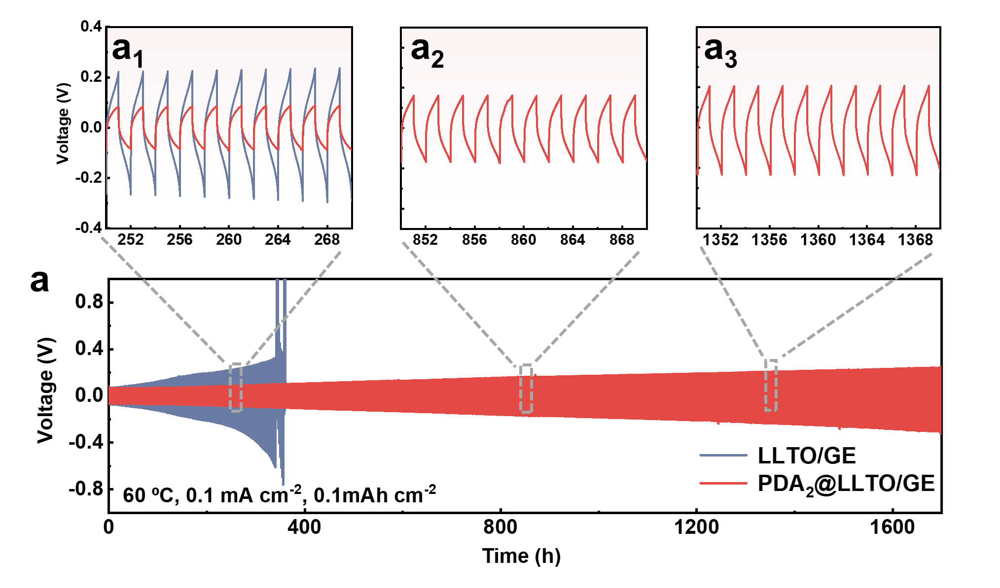 a1
a2
a3
0.4
0.2
0.0
-0.2
-0.4
Voltage (V)
252 256 260 264 268
852 856 860 864 868
1352 1356 1360 1364 1368
a
0.8
0.4
0.0
-0.4
-0.8
Voltage (V)
LLTO/GE
PDA2@LLTO/GE
60 ºC, 0.1 mA cm-2, 0.1mAh cm-2
0 400 800 1200 1600
Time (h)